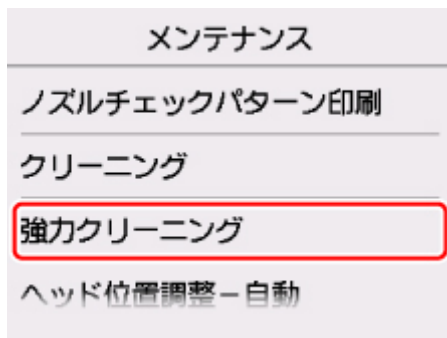 メンテナンス
ノズルチェックパターン印刷
クリーニング
強力クリーニング
ヘッド位置調整－自動